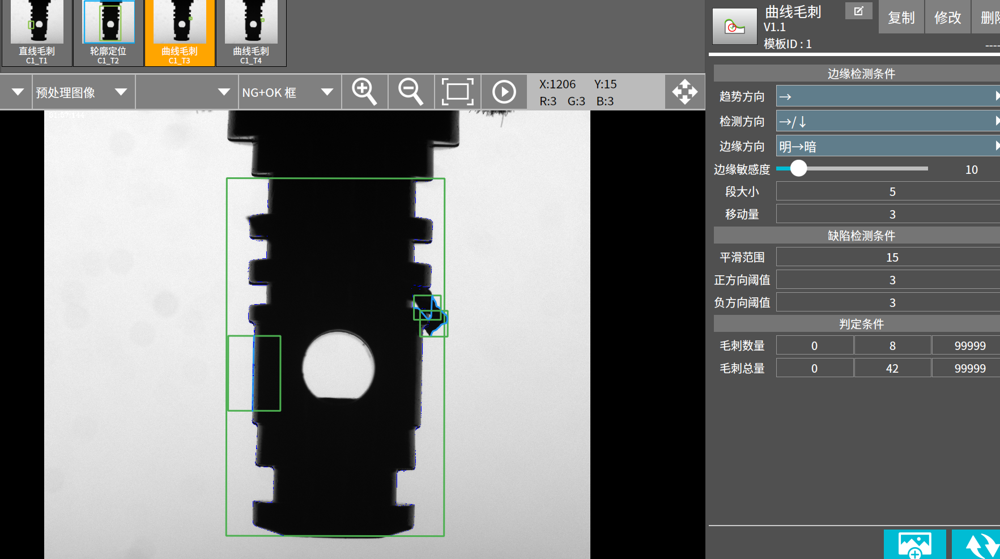 直线毛刺
C1_T1
轮廓定位
C1_T2
曲线毛刺
C1_T3
曲线毛刺
C1_T4
预处理图像
NG+OK 框
X:1206 Y:15
R:3 G:3 B:3
曲线毛刺
V1.1
模板ID : 1
复制
修改
----
边缘检测条件
趋势方向 →
检测方向 →/↓
边缘方向 明→暗
边缘敏感度 10
段大小 5
移动量 3
缺陷检测条件
平滑范围 15
正方向阈值 3
负方向阈值 3
判定条件
毛刺数量 0 8 99999
毛刺总量 0 42 99999